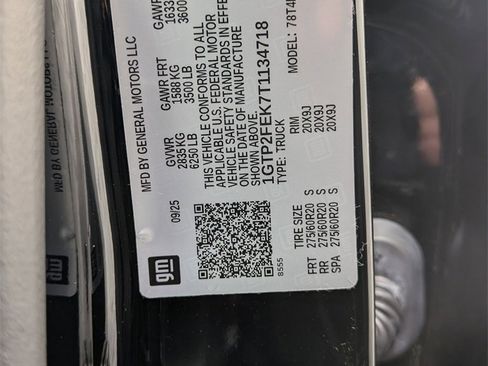 gm
MFD BY GENERAL MOTORS LLC
09/25
GVWR
2835 KG
6250 LB
GAWR FRT
1588 KG
3500 LB
GAWR
THIS VEHICLE CONFORMS TO ALL
APPLICABLE U.S. FEDERAL MOTOR
VEHICLE SAFETY STANDARDS IN EFFE
ON THE DATE OF MANUFACTURE
SHOWN ABOVE.
1GTP2FEK7T1134718
TYPE: TRUCK
MODEL:
8555
TIRE SIZE RIM
FRT 275/60R20 S 20X9J
RR 275/60R20 S 20X9J
SPA 275/60R20 S 20X9J